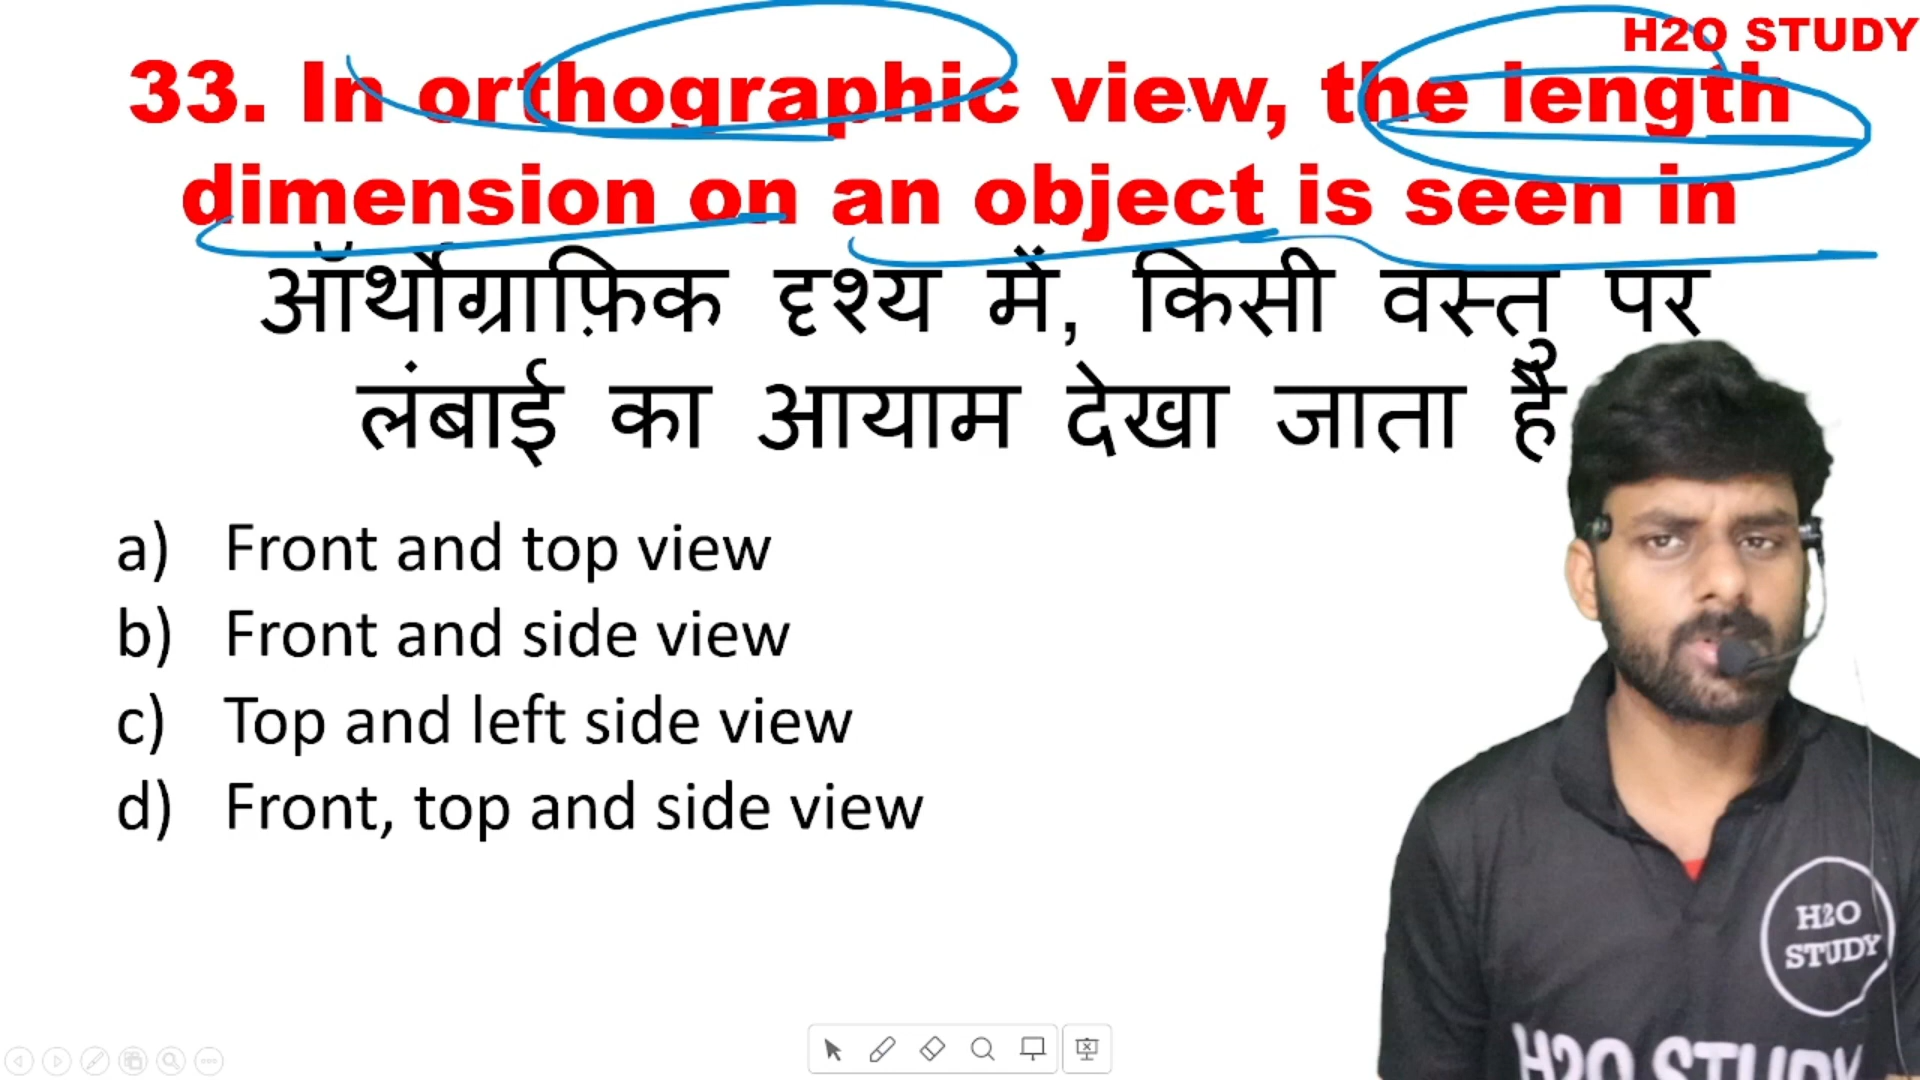 H2O STUDY
33. In orthographic view, the length
dimension on an object is seen in
ऑर्थोग्राफ़िक दृश्य में, किसी वस्तु पर
लंबाई का आयाम देखा जाता है
a) Front and top view
b) Front and side view
c) Top and left side view
d) Front, top and side view
H2O
STUDY
H2O STUDY